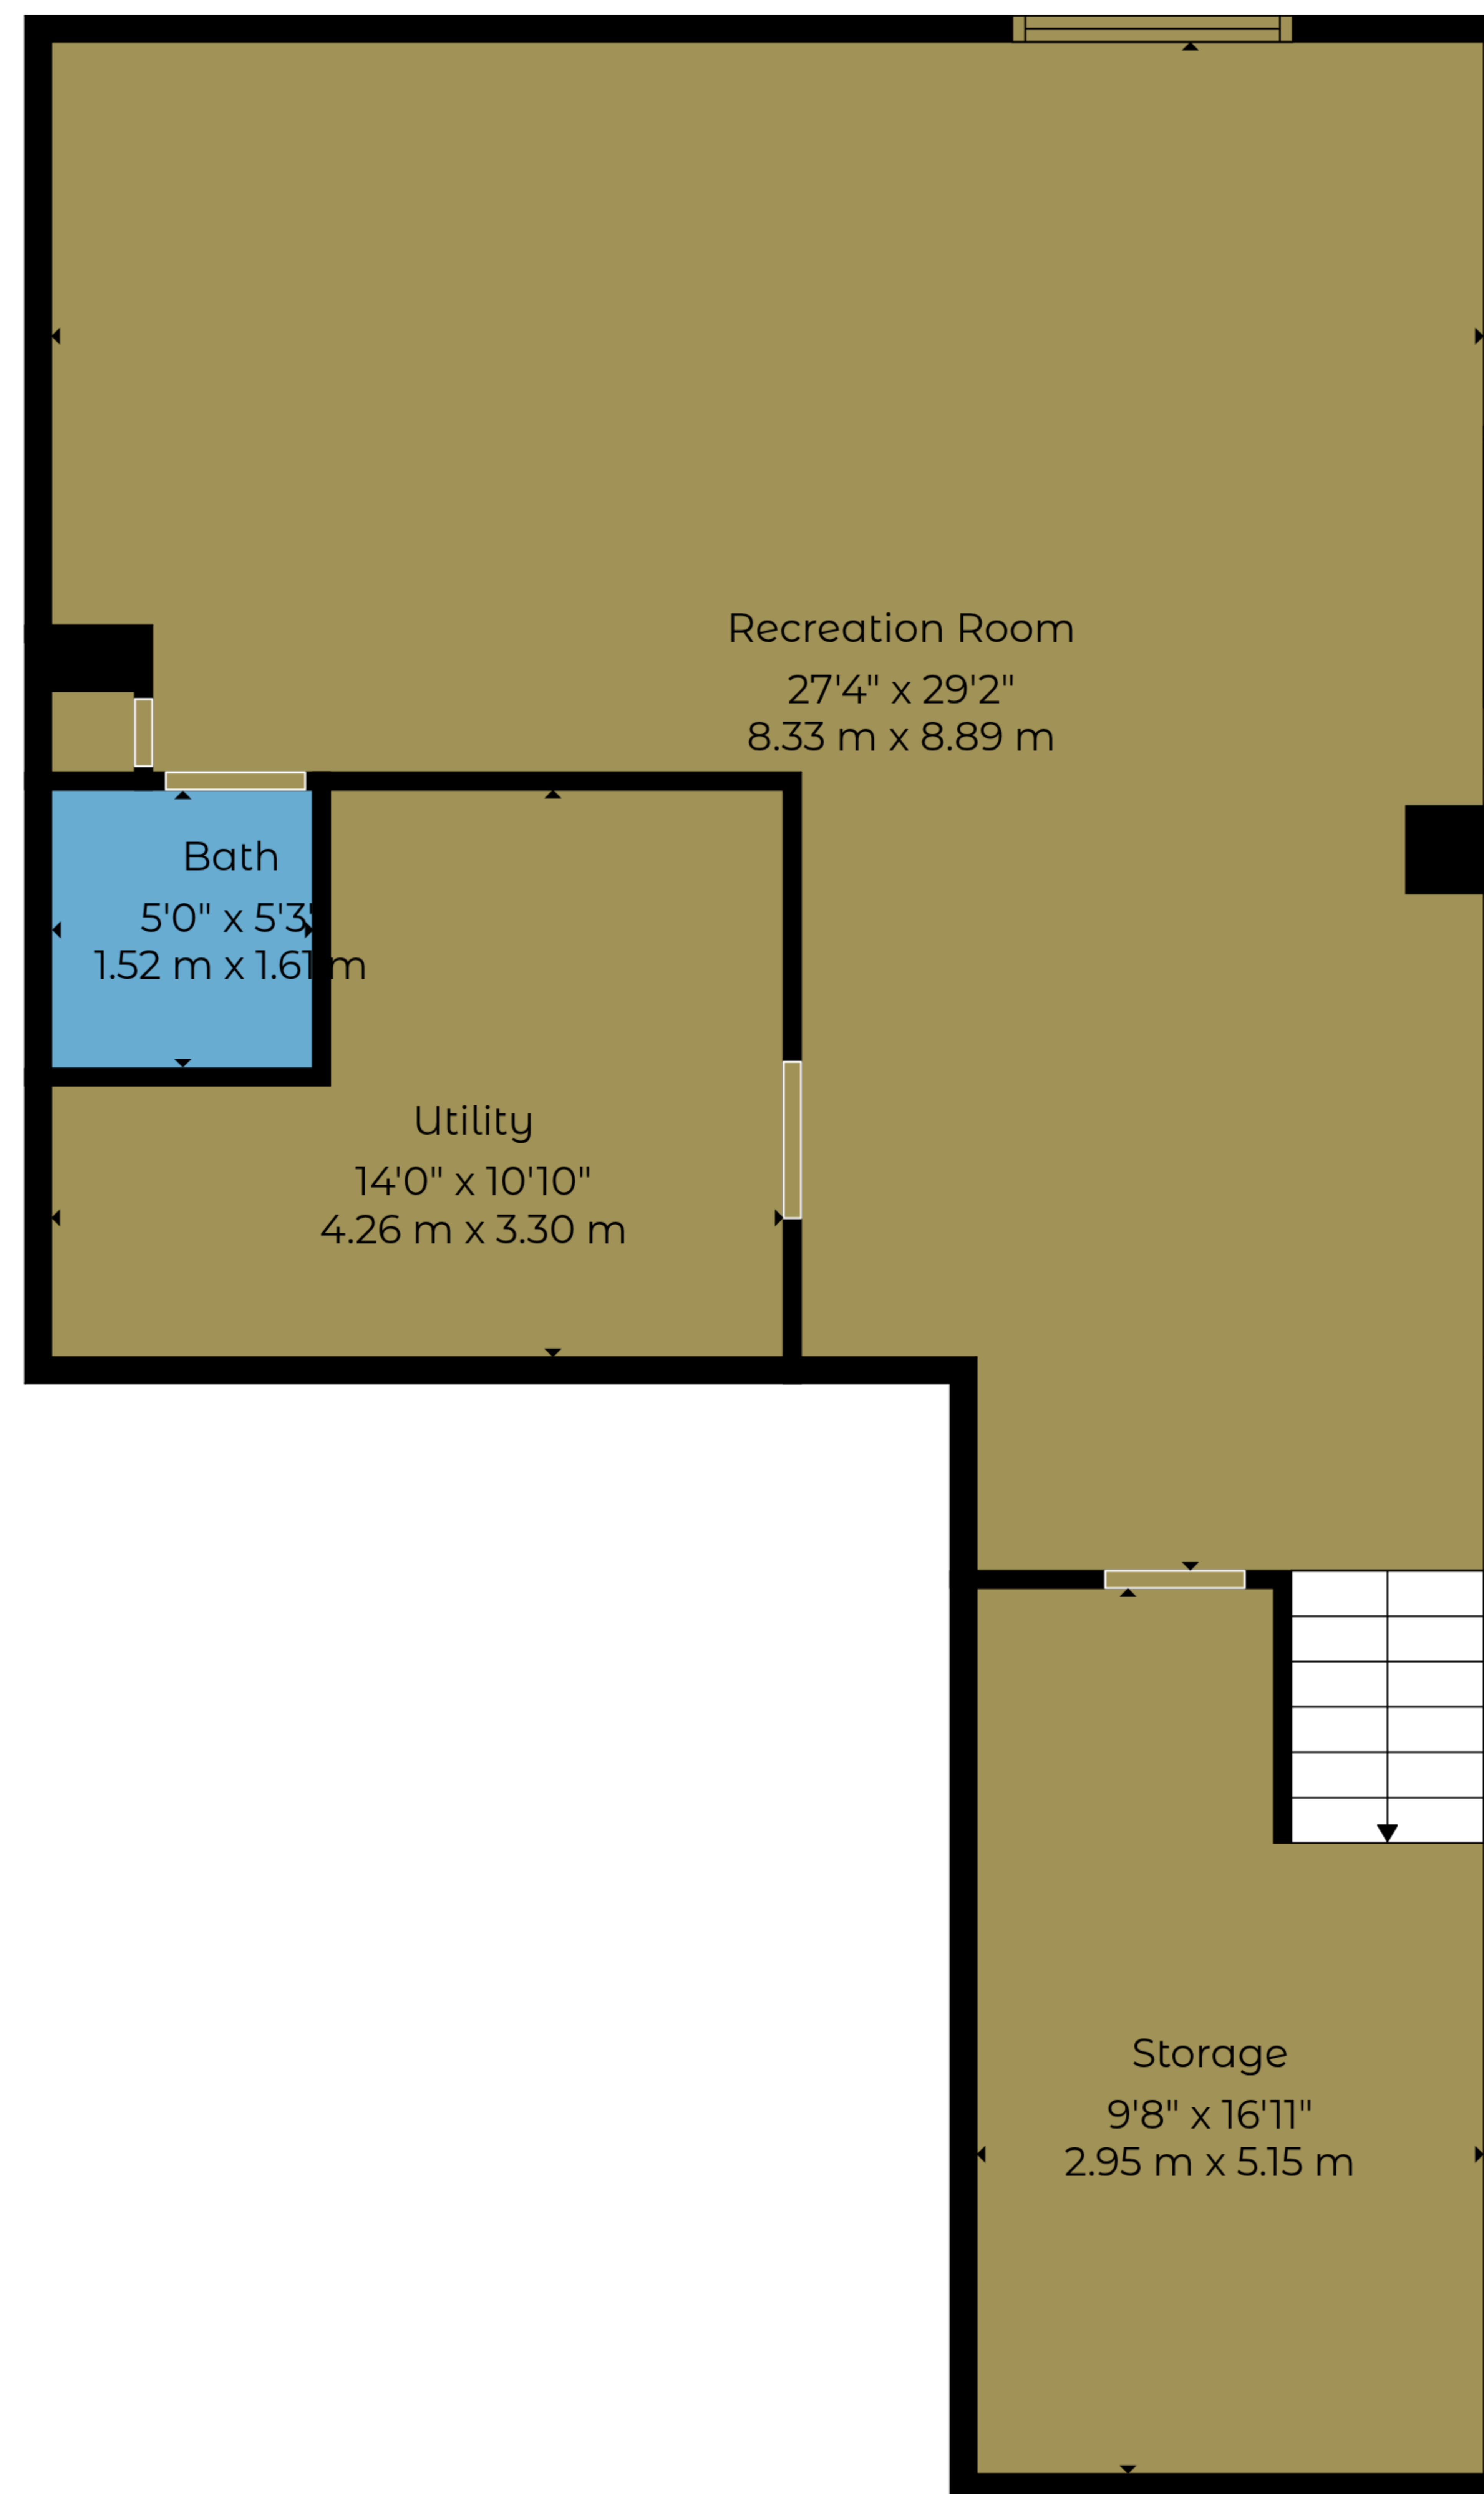 Recreation Room
27'4" x 29'2"
8.33 m x 8.89 m
Bath
5'0" x 5'3"
1.52 m x 1.61 m
Utility
14'0" x 10'10"
4.26 m x 3.30 m
Storage
9'8" x 16'11"
2.95 m x 5.15 m